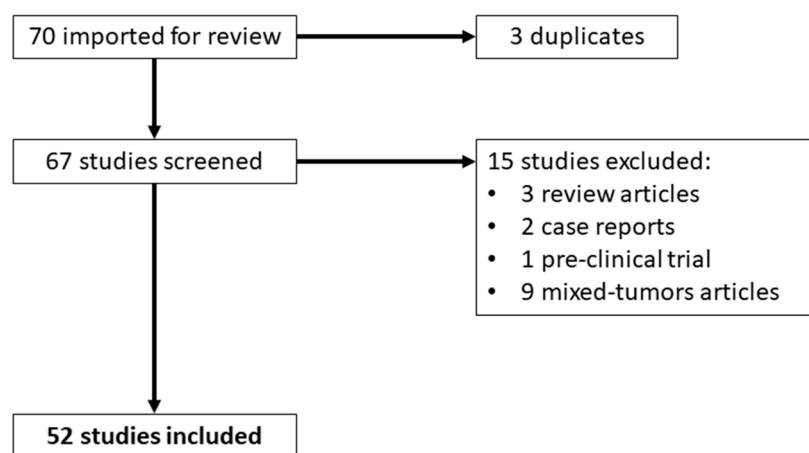 70 imported for review
3 duplicates
67 studies screened
15 studies excluded:
• 3 review articles
• 2 case reports
• 1 pre-clinical trial
• 9 mixed-tumors articles
52 studies included